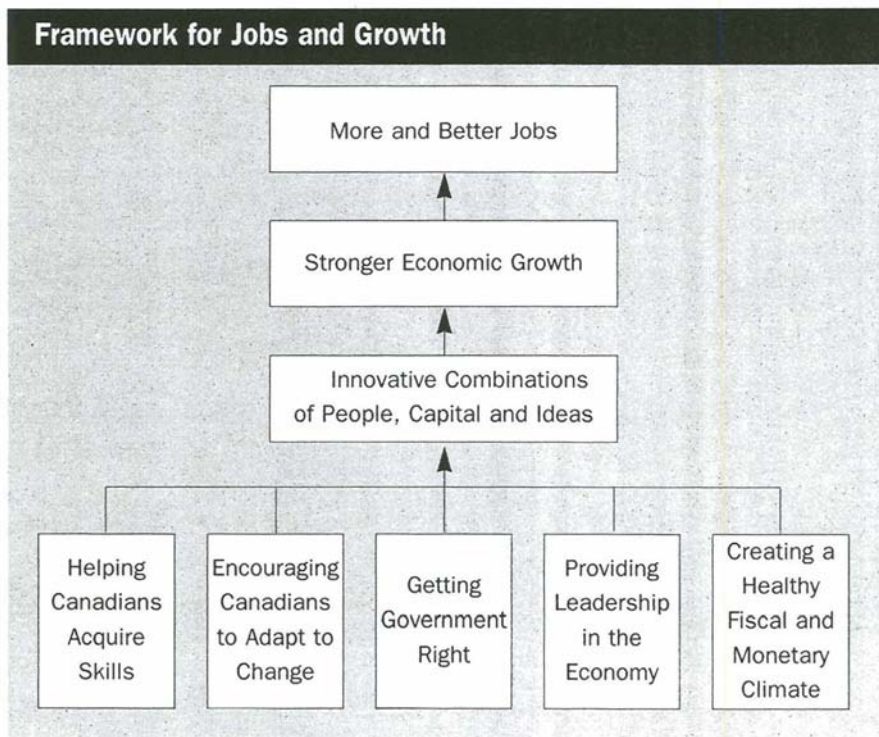 Framework for Jobs and Growth
More and Better Jobs
Stronger Economic Growth
Innovative Combinations
of People, Capital and Ideas
Helping
Canadians
Acquire
Skills
Encouraging
Canadians
to Adapt to
Change
Getting
Government
Right
Providing
Leadership
in the
Economy
Creating a
Healthy
Fiscal and
Monetary
Climate